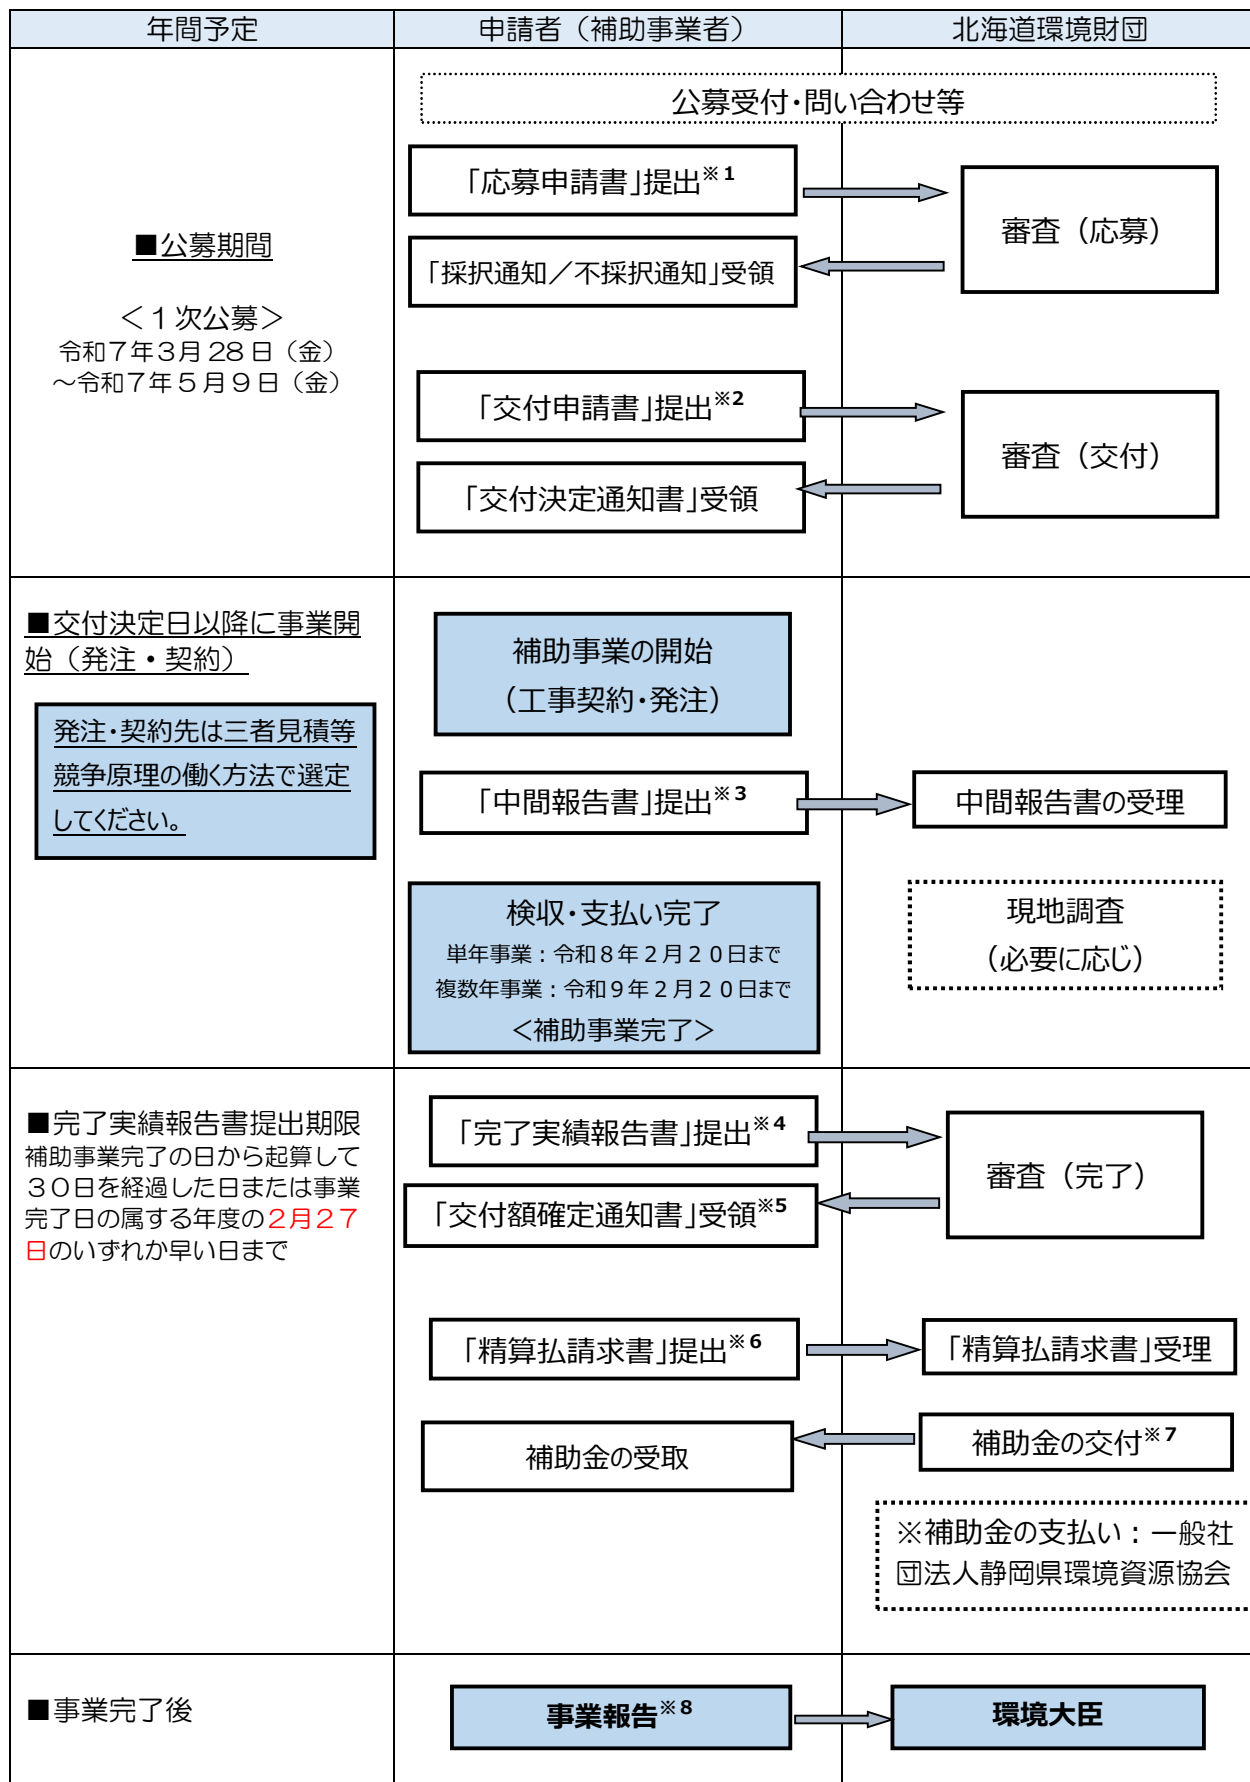 年間予定
申請者（補助事業者）
北海道環境財団
公募受付・問い合わせ等
「応募申請書」提出※1
審査（応募）
「採択通知／不採択通知」受領
■公募期間
＜１次公募＞
令和７年３月28日（金）
～令和７年５月９日（金）
「交付申請書」提出※2
審査（交付）
「交付決定通知書」受領
■交付決定日以降に事業開
始（発注・契約）
発注・契約先は三者見積等
競争原理の働く方法で選定
してください。
補助事業の開始
（工事契約・発注）
「中間報告書」提出※3
中間報告書の受理
検収・支払い完了
単年事業：令和８年２月２０日まで
複数年事業：令和９年２月２０日まで
＜補助事業完了＞
現地調査
（必要に応じ）
■完了実績報告書提出期限
補助事業完了の日から起算して
３０日を経過した日または事業
完了日の属する年度の２月２７
日のいずれか早い日まで
「完了実績報告書」提出※4
審査（完了）
「交付額確定通知書」受領※5
「精算払請求書」提出※6
「精算払請求書」受理
補助金の受取
補助金の交付※7
※補助金の支払い：一般社
団法人静岡県環境資源協会
■事業完了後
事業報告※8
環境大臣